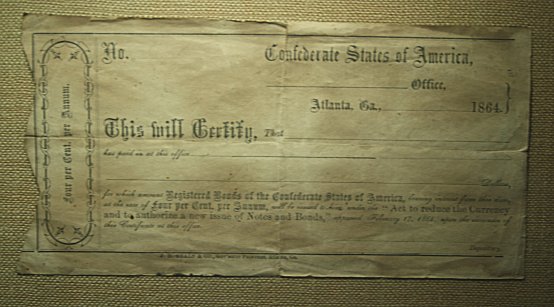 Four per Cent. per Annum.
No.
Confederate States of America,
Office,
Atlanta, Ga., 1864.
This will Certify, That
has paid in at this office
Dollars,
for which amount Registered Bonds of the Confederate States of America, bearing interest from this date,
at the rate of Four per Cent. per Annum, will be issued to him, under the "Act to reduce the Currency
and to authorize a new issue of Notes and Bonds," approved February 17, 1864, upon the surrender of
this Certificate at this office.
Depositary.